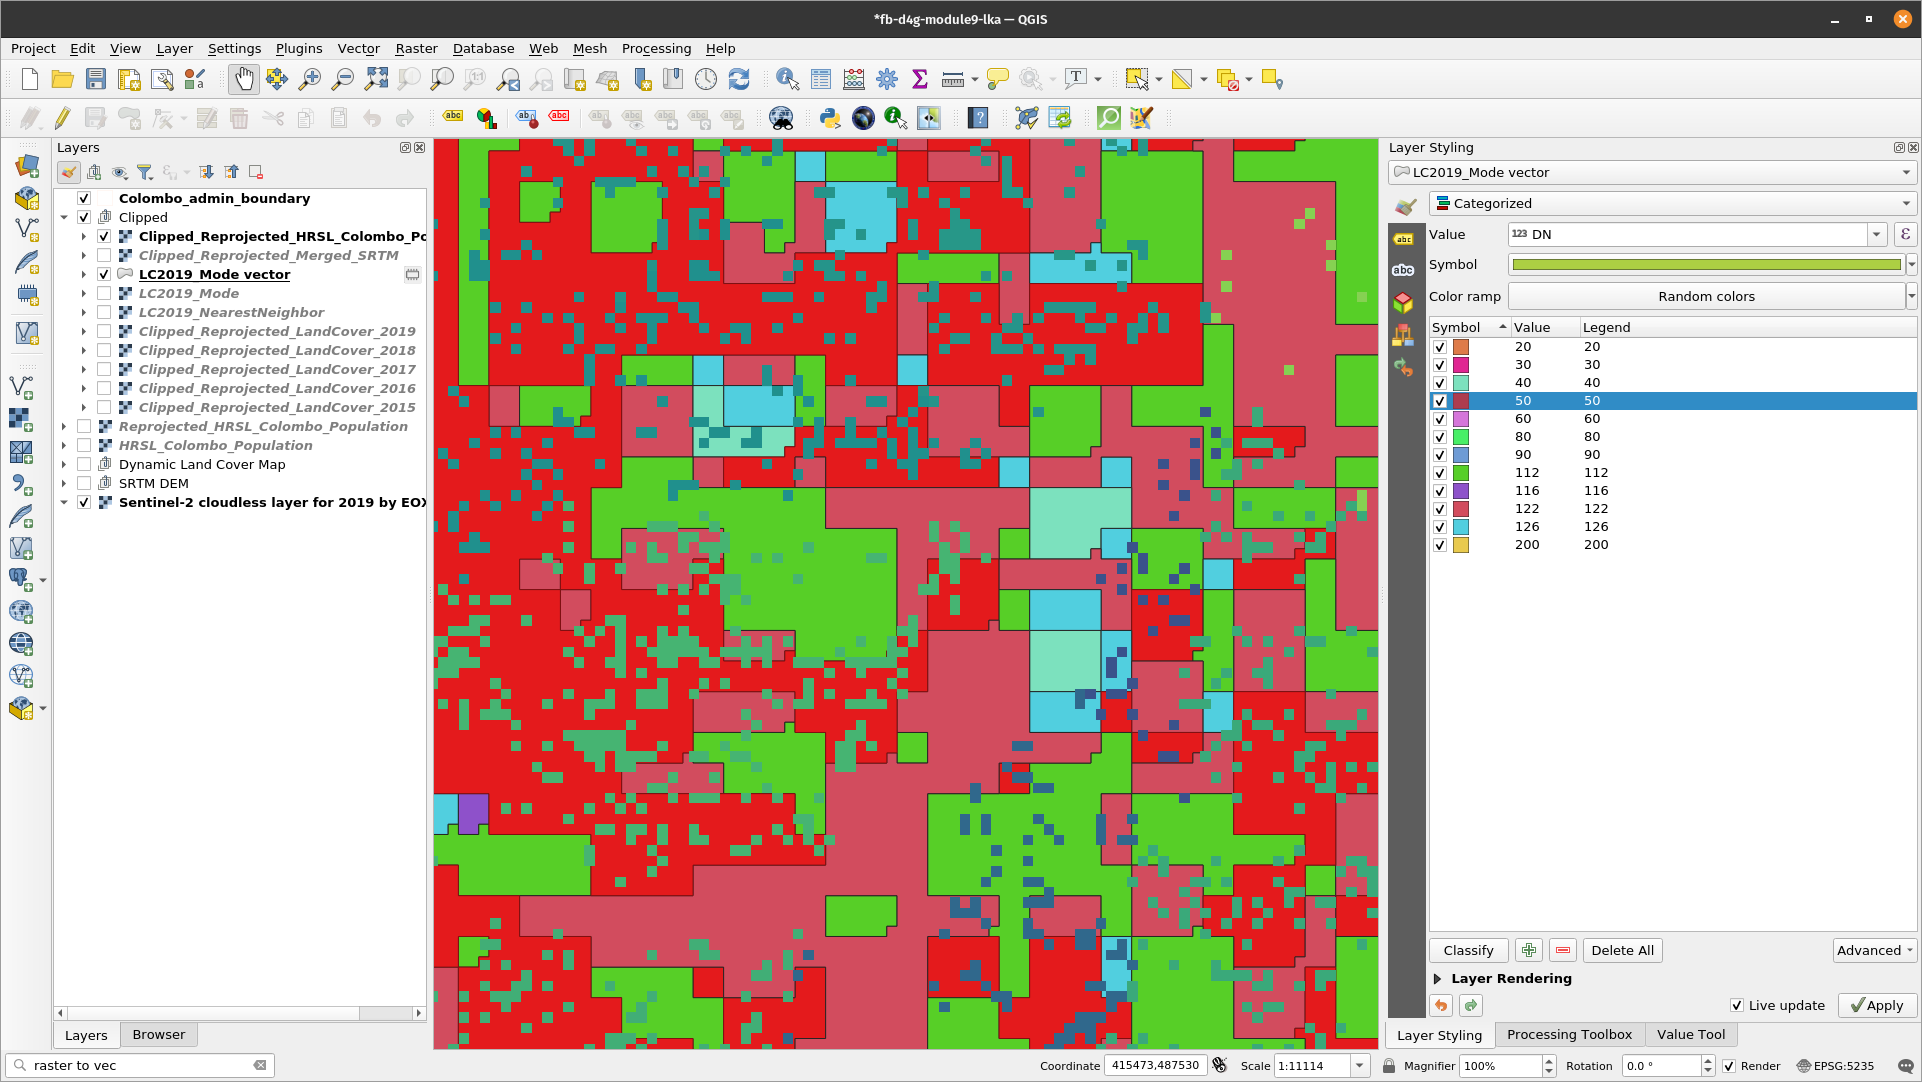 *fb-d4g-module9-lka — QGIS
Project Edit View Layer Settings Plugins Vector Raster Database Web Mesh Processing Help
Layers
Colombo_admin_boundary
Clipped
Clipped_Reprojected_HRSL_Colombo_Po
Clipped_Reprojected_Merged_SRTM
LC2019_Mode vector
LC2019_Mode
LC2019_NearestNeighbor
Clipped_Reprojected_LandCover_2019
Clipped_Reprojected_LandCover_2018
Clipped_Reprojected_LandCover_2017
Clipped_Reprojected_LandCover_2016
Clipped_Reprojected_LandCover_2015
Reprojected_HRSL_Colombo_Population
HRSL_Colombo_Population
Dynamic Land Cover Map
SRTM DEM
Sentinel-2 cloudless layer for 2019 by EOX
Layers Browser
raster to vec
Layer Styling
LC2019_Mode vector
Categorized
Value 123 DN ε
Symbol
Color ramp Random colors
Symbol Value Legend
20 20
30 30
40 40
50 50
60 60
80 80
90 90
112 112
116 116
122 122
126 126
200 200
Classify Delete All Advanced
Layer Rendering
Live update Apply
Layer Styling Processing Toolbox Value Tool
Coordinate 415473,487530 Scale 1:11114 Magnifier 100% Rotation 0.0 ° Render EPSG:5235